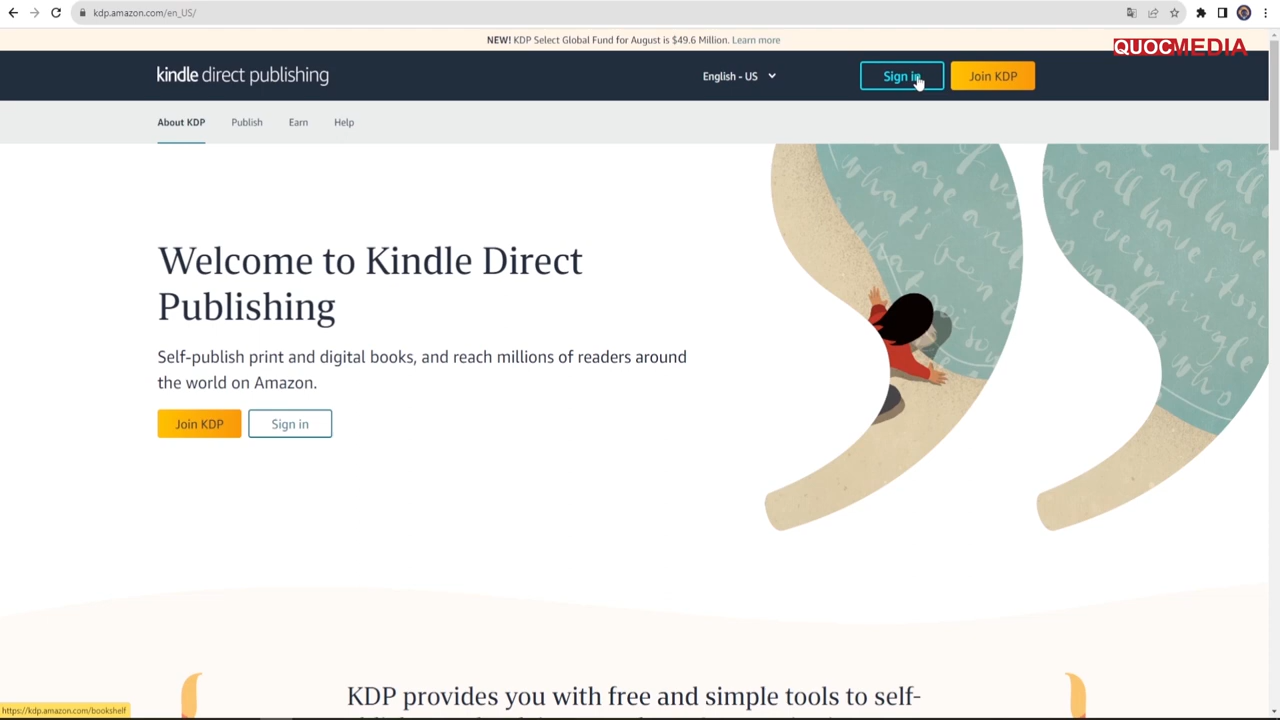 kdp.amazon.com/en_US/
NEW! KDP Select Global Fund for August is $49.6 Million. Learn more
QUOCMEDIA
kindle direct publishing
English - US
Sign in
Join KDP
About KDP
Publish
Earn
Help
Welcome to Kindle Direct
Publishing
Self-publish print and digital books, and reach millions of readers around
the world on Amazon.
Join KDP
Sign in
KDP provides you with free and simple tools to self-
https://kdp.amazon.com/bookshelf